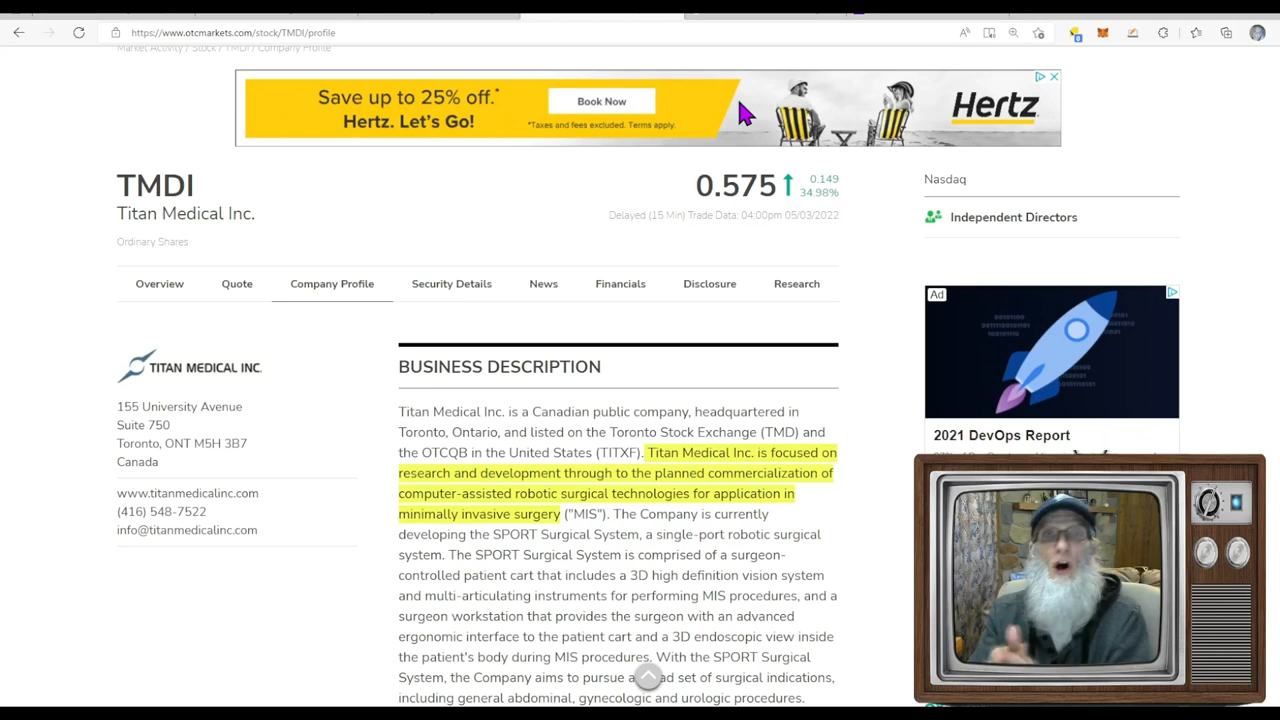 https://www.otcmarkets.com/stock/TMDI/profile
Market Activity / Stock / TMDI / Company Profile
Save up to 25% off.*
Hertz. Let's Go!
Book Now
*Taxes and fees excluded. Terms apply.
Hertz.
TMDI
Titan Medical Inc.
Ordinary Shares
0.575
0.149
34.98%
Delayed (15 Min) Trade Data: 04:00pm 05/03/2022
Nasdaq
Independent Directors
Overview
Quote
Company Profile
Security Details
News
Financials
Disclosure
Research
Ad
2021 DevOps Report
TITAN MEDICAL INC.
155 University Avenue
Suite 750
Toronto, ONT M5H 3B7
Canada
www.titanmedicalinc.com
(416) 548-7522
info@titanmedicalinc.com
BUSINESS DESCRIPTION
Titan Medical Inc. is a Canadian public company, headquartered in
Toronto, Ontario, and listed on the Toronto Stock Exchange (TMD) and
the OTCQB in the United States (TITXF). Titan Medical Inc. is focused on
research and development through to the planned commercialization of
computer-assisted robotic surgical technologies for application in
minimally invasive surgery ("MIS"). The Company is currently
developing the SPORT Surgical System, a single-port robotic surgical
system. The SPORT Surgical System is comprised of a surgeon-
controlled patient cart that includes a 3D high definition vision system
and multi-articulating instruments for performing MIS procedures, and a
surgeon workstation that provides the surgeon with an advanced
ergonomic interface to the patient cart and a 3D endoscopic view inside
the patient's body during MIS procedures. With the SPORT Surgical
System, the Company aims to pursue a set of surgical indications,
including general abdominal, gynecologic and urologic procedures.